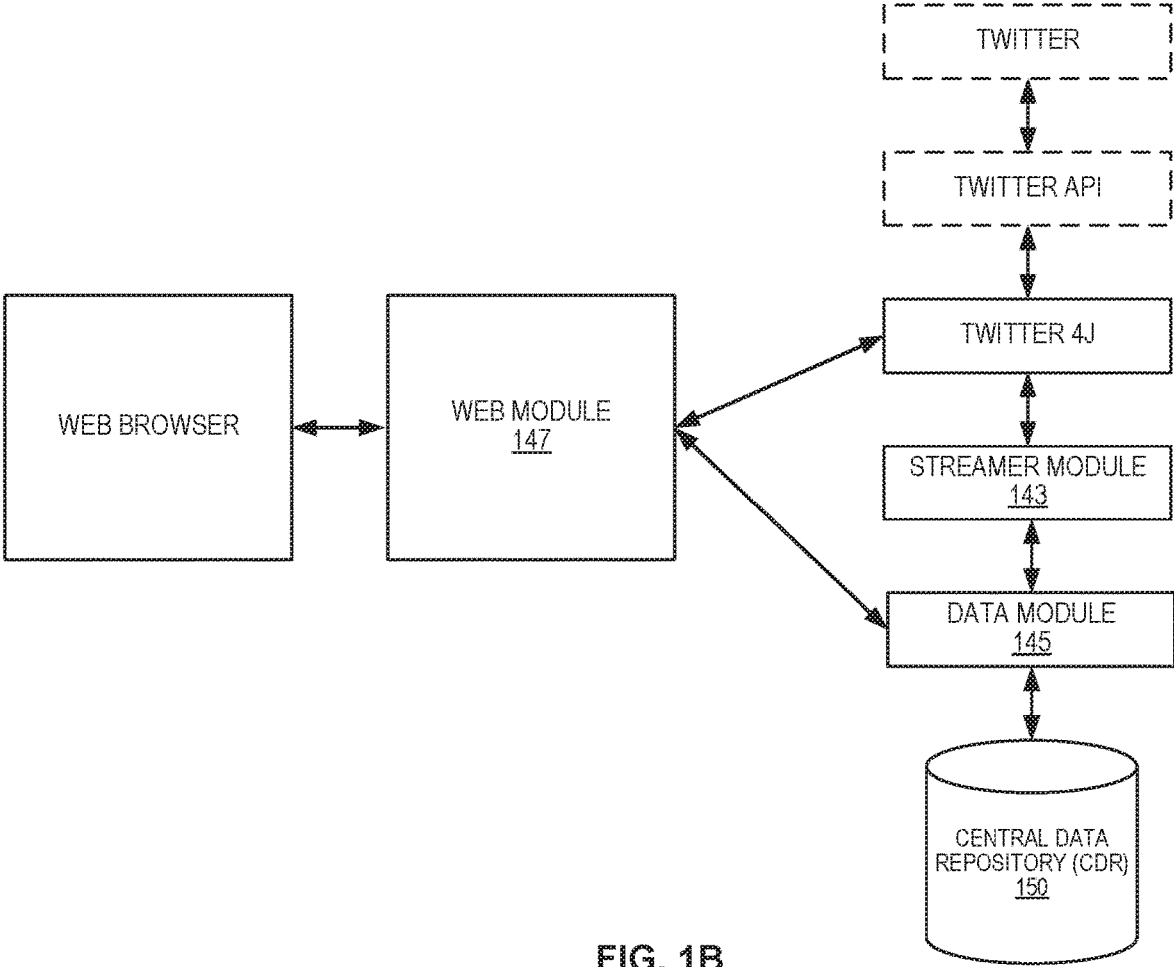 TWITTER
TWITTER API
TWITTER 4J
WEB BROWSER
WEB MODULE
147
STREAMER MODULE
143
DATA MODULE
145
CENTRAL DATA
REPOSITORY (CDR)
150
FIG. 1B